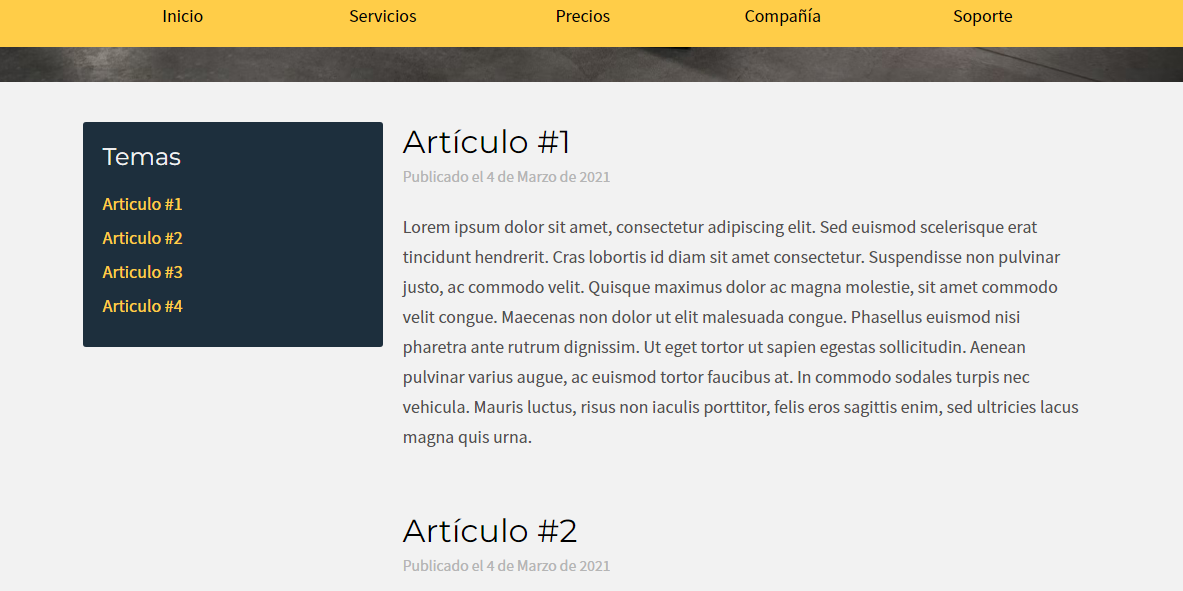 Inicio Servicios Precios Compañía Soporte
Temas
Articulo #1
Articulo #2
Articulo #3
Articulo #4
Artículo #1
Publicado el 4 de Marzo de 2021
Lorem ipsum dolor sit amet, consectetur adipiscing elit. Sed euismod scelerisque erat
tincidunt hendrerit. Cras lobortis id diam sit amet consectetur. Suspendisse non pulvinar
justo, ac commodo velit. Quisque maximus dolor ac magna molestie, sit amet commodo
velit congue. Maecenas non dolor ut elit malesuada congue. Phasellus euismod nisi
pharetra ante rutrum dignissim. Ut eget tortor ut sapien egestas sollicitudin. Aenean
pulvinar varius augue, ac euismod tortor faucibus at. In commodo sodales turpis nec
vehicula. Mauris luctus, risus non iaculis porttitor, felis eros sagittis enim, sed ultricies lacus
magna quis urna.
Artículo #2
Publicado el 4 de Marzo de 2021